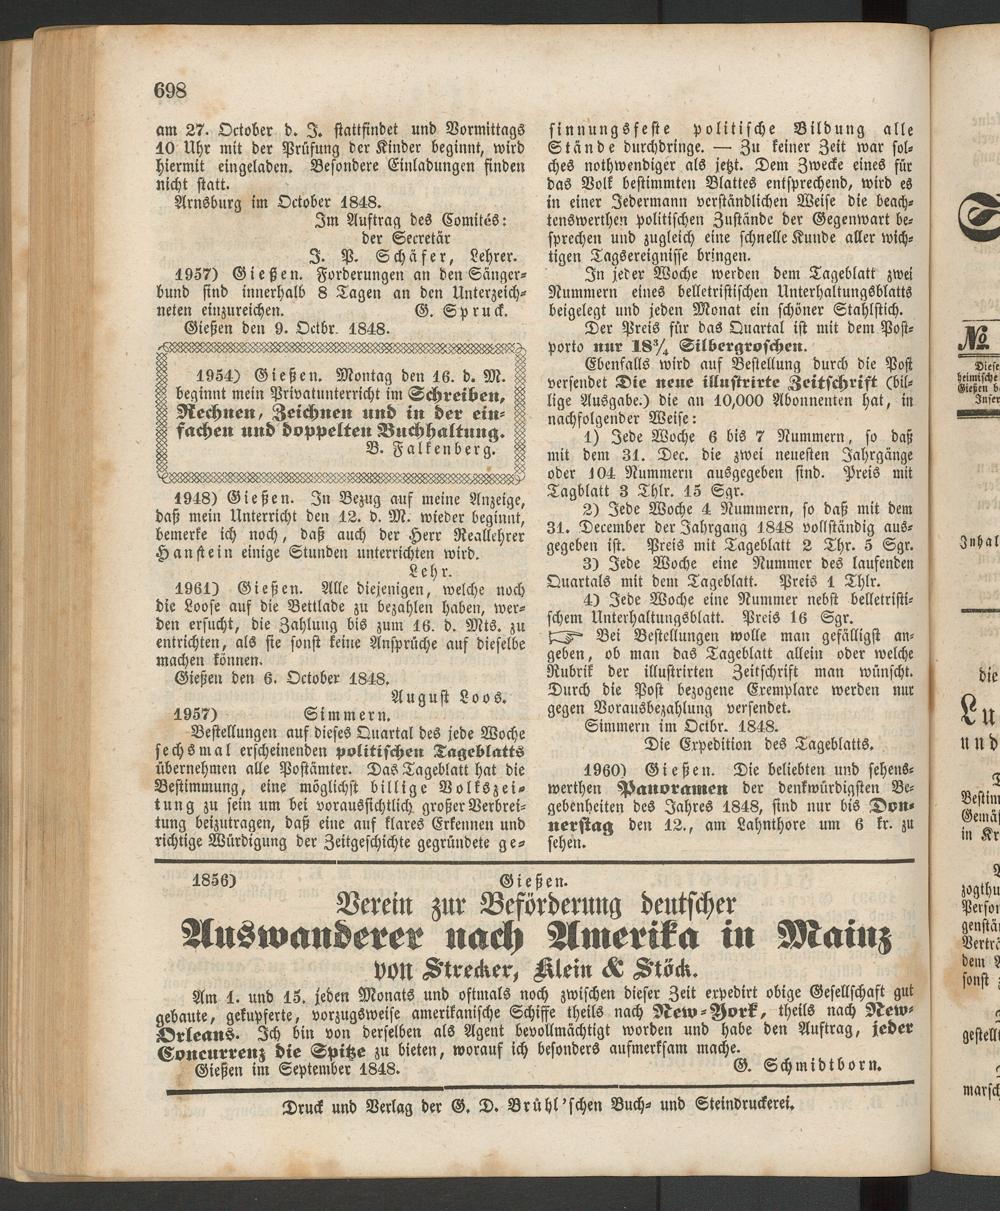 698
am 27. October d. J. stattfindet und Vormittags
10 Uhr mit der Prüfung der Kinder beginnt, wird
hiermit eingeladen. Besondere Einladungen finden
nicht statt.
Arnsburg im October 1848.
Im Auftrag des Comités:
der Secretär
J. P. Schäfer, Lehrer.
1957) Gießen. Forderungen an den Sänger-
bund sind innerhalb 8 Tagen an den Unterzeich-
neten einzureichen. G. Spruck.
Gießen den 9. Octbr. 1848.
1954) Gießen. Montag den 16. d. M.
beginnt mein Privatunterricht im Schreiben,
Rechnen, Zeichnen und in der ein-
fachen und doppelten Buchhaltung.
B. Falkenberg.
1948) Gießen. In Bezug auf meine Anzeige,
daß mein Unterricht den 12. d. M. wieder beginnt,
bemerke ich noch, daß auch der Herr Reallehrer
Hanstein einige Stunden unterrichten wird.
Lehr.
1961) Gießen. Alle diejenigen, welche noch
die Loose auf die Bettlade zu bezahlen haben, wer-
den ersucht, die Zahlung bis zum 16. d. Mts. zu
entrichten, als sie sonst keine Ansprüche auf dieselbe
machen können.
Gießen den 6. October 1848.
August Loos.
1957) Simmern.
Bestellungen auf dieses Quartal des jede Woche
sechsmal erscheinenden politischen Tageblatts
übernehmen alle Postämter. Das Tageblatt hat die
Bestimmung, eine möglichst billige Volkszei-
tung zu sein um bei voraussichtlich großer Verbrei-
tung beizutragen, daß eine auf klares Erkennen und
richtige Würdigung der Zeitgeschichte gegründete ge-
sinnungsfeste politische Bildung alle
Stände durchdringe. — Zu keiner Zeit war sol-
ches nothwendiger als jetzt. Dem Zwecke eines für
das Volk bestimmten Blattes entsprechend, wird es
in einer Jedermann verständlichen Weise die beach-
tenswerthen politischen Zustände der Gegenwart be-
sprechen und zugleich eine schnelle Kunde aller wich-
tigen Tagsereignisse bringen.
In jeder Woche werden dem Tageblatt zwei
Nummern eines belletristischen Unterhaltungsblatts
beigelegt und jeden Monat ein schöner Stahlstich.
Der Preis für das Quartal ist mit dem Post-
porto nur 18¾ Silbergroschen.
Ebenfalls wird auf Bestellung durch die Post
versendet Die neue illustrirte Zeitschrift (bil-
lige Ausgabe.) die an 10,000 Abonnenten hat, in
nachfolgender Weise:
1) Jede Woche 6 bis 7 Nummern, so daß
mit dem 31. Dec. die zwei neuesten Jahrgänge
oder 104 Nummern ausgegeben sind. Preis mit
Tagblatt 3 Thlr. 15 Sgr.
2) Jede Woche 4 Nummern, so daß mit dem
31. December der Jahrgang 1848 vollständig aus-
gegeben ist. Preis mit Tageblatt 2 Thr. 5 Sgr.
3) Jede Woche eine Nummer des laufenden
Quartals mit dem Tageblatt. Preis 1 Thlr.
4) Jede Woche eine Nummer nebst belletristi-
schem Unterhaltungsblatt. Preis 16 Sgr.
☞ Bei Bestellungen wolle man gefälligst an-
geben, ob man das Tageblatt allein oder welche
Rubrik der illustrirten Zeitschrift man wünscht.
Durch die Post bezogene Exemplare werden nur
gegen Vorausbezahlung versendet.
Simmern im Octbr. 1848.
Die Expedition des Tageblatts.
1960) Gießen. Die beliebten und sehens-
werthen Panoramen der denkwürdigsten Be-
gebenheiten des Jahres 1848, sind nur bis Don-
nerstag den 12., am Lahnthore um 6 kr. zu
sehen.
1856) Gießen.
Verein zur Beförderung deutscher
Auswanderer nach Amerika in Mainz
von Strecker, Klein & Stöck.
Am 1. und 15. jeden Monats und oftmals noch zwischen dieser Zeit expedirt obige Gesellschaft gut
gebaute, gekupferte, vorzugsweise amerikanische Schiffe theils nach New-York, theils nach New-
Orleans. Ich bin von derselben als Agent bevollmächtigt worden und habe den Auftrag, jeder
Concurrenz die Spitze zu bieten, worauf ich besonders aufmerksam mache.
Gießen im September 1848. G. Schmidtborn.
Druck und Verlag der G. D. Brühl'schen Buch- und Steindruckerei.
№